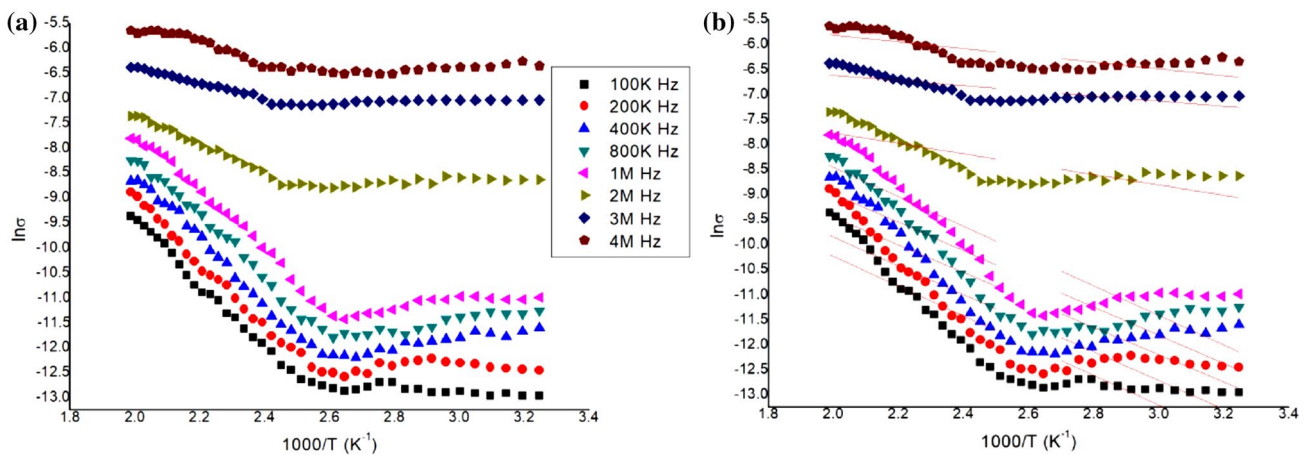 (a)
-5.5
-6.0
-6.5
-7.0
-7.5
-8.0
-8.5
-9.0
-9.5
-10.0
-10.5
-11.0
-11.5
-12.0
-12.5
-13.0
lnσ
1.8 2.0 2.2 2.4 2.6 2.8 3.0 3.2 3.4
1000/T (K⁻¹)
100K Hz
200K Hz
400K Hz
800K Hz
1M Hz
2M Hz
3M Hz
4M Hz
(b)
-5.5
-6.0
-6.5
-7.0
-7.5
-8.0
-8.5
-9.0
-9.5
-10.0
-10.5
-11.0
-11.5
-12.0
-12.5
-13.0
lnσ
1.8 2.0 2.2 2.4 2.6 2.8 3.0 3.2 3.4
1000/T (K⁻¹)